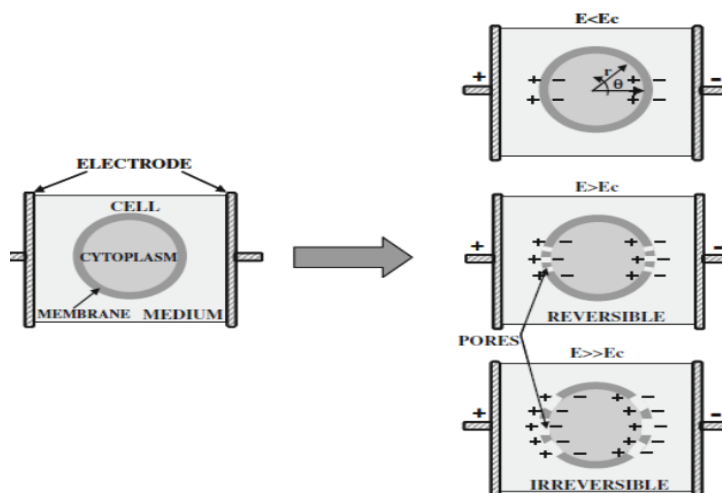 E<Ec
+ + − r θ + − −
+ −
+ −
ELECTRODE
CELL
CYTOPLASM
MEMBRANE
MEDIUM
E>Ec
+ + − + − −
+ − + −
+ − + −
REVERSIBLE
PORES
E>>Ec
+ + − + − −
+ − + −
+ − + −
+ − + −
+ − + −
IRREVERSIBLE